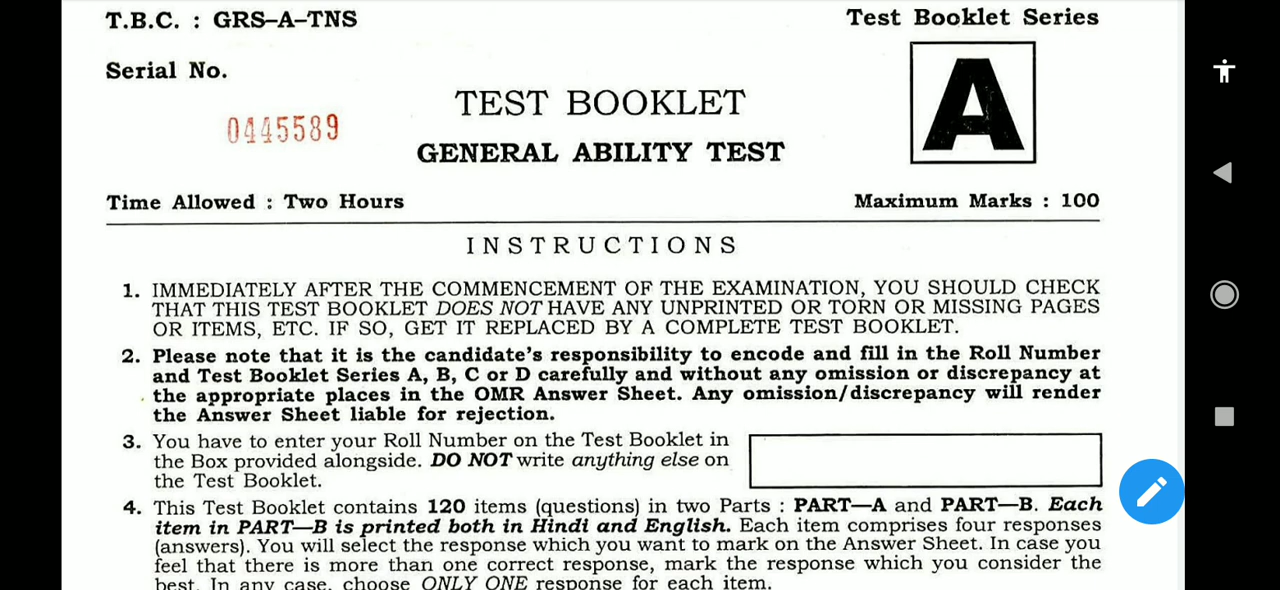 T.B.C. : GRS–A–TNS
Test Booklet Series
Serial No.
A
0445589
TEST BOOKLET
GENERAL ABILITY TEST
Time Allowed : Two Hours
Maximum Marks : 100
INSTRUCTIONS
1. IMMEDIATELY AFTER THE COMMENCEMENT OF THE EXAMINATION, YOU SHOULD CHECK
THAT THIS TEST BOOKLET DOES NOT HAVE ANY UNPRINTED OR TORN OR MISSING PAGES
OR ITEMS, ETC. IF SO, GET IT REPLACED BY A COMPLETE TEST BOOKLET.
2. Please note that it is the candidate's responsibility to encode and fill in the Roll Number
and Test Booklet Series A, B, C or D carefully and without any omission or discrepancy at
the appropriate places in the OMR Answer Sheet. Any omission/discrepancy will render
the Answer Sheet liable for rejection.
3. You have to enter your Roll Number on the Test Booklet in
the Box provided alongside. DO NOT write anything else on
the Test Booklet.
4. This Test Booklet contains 120 items (questions) in two Parts : PART—A and PART—B. Each
item in PART—B is printed both in Hindi and English. Each item comprises four responses
(answers). You will select the response which you want to mark on the Answer Sheet. In case you
feel that there is more than one correct response, mark the response which you consider the
best. In any case, choose ONLY ONE response for each item.